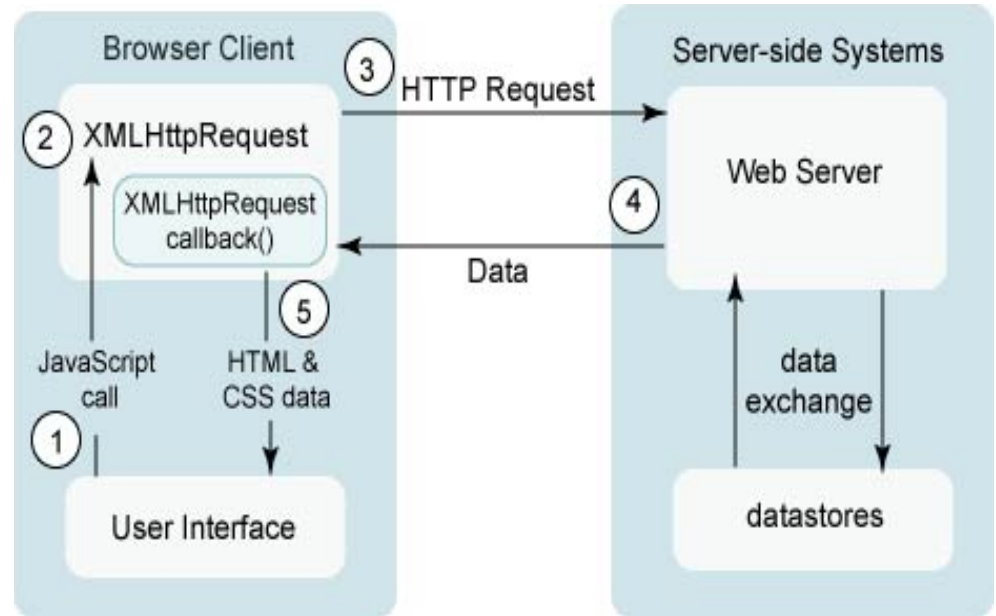 Browser Client
Server-side Systems
3
HTTP Request
2
XMLHttpRequest
XMLHttpRequest
callback()
Web Server
4
Data
5
JavaScript
call
HTML &
CSS data
data
exchange
1
User Interface
datastores